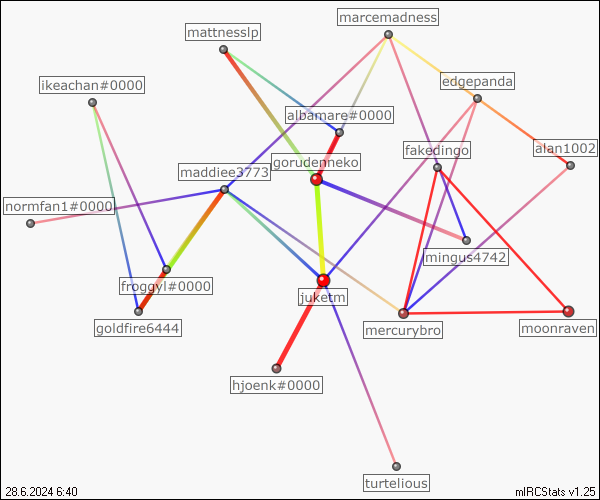 marcemadness
mattnesslp
edgepanda
ikeachan#0000
albamare#0000
fakedingo
alan1002
gorudenneko
maddiee3773
normfan1#0000
mingus4742
froggyl#0000
juketm
goldfire6444
mercurybro
moonraven
hjoenk#0000
turtelious
28.6.2024 6:40
mIRCStats v1.25